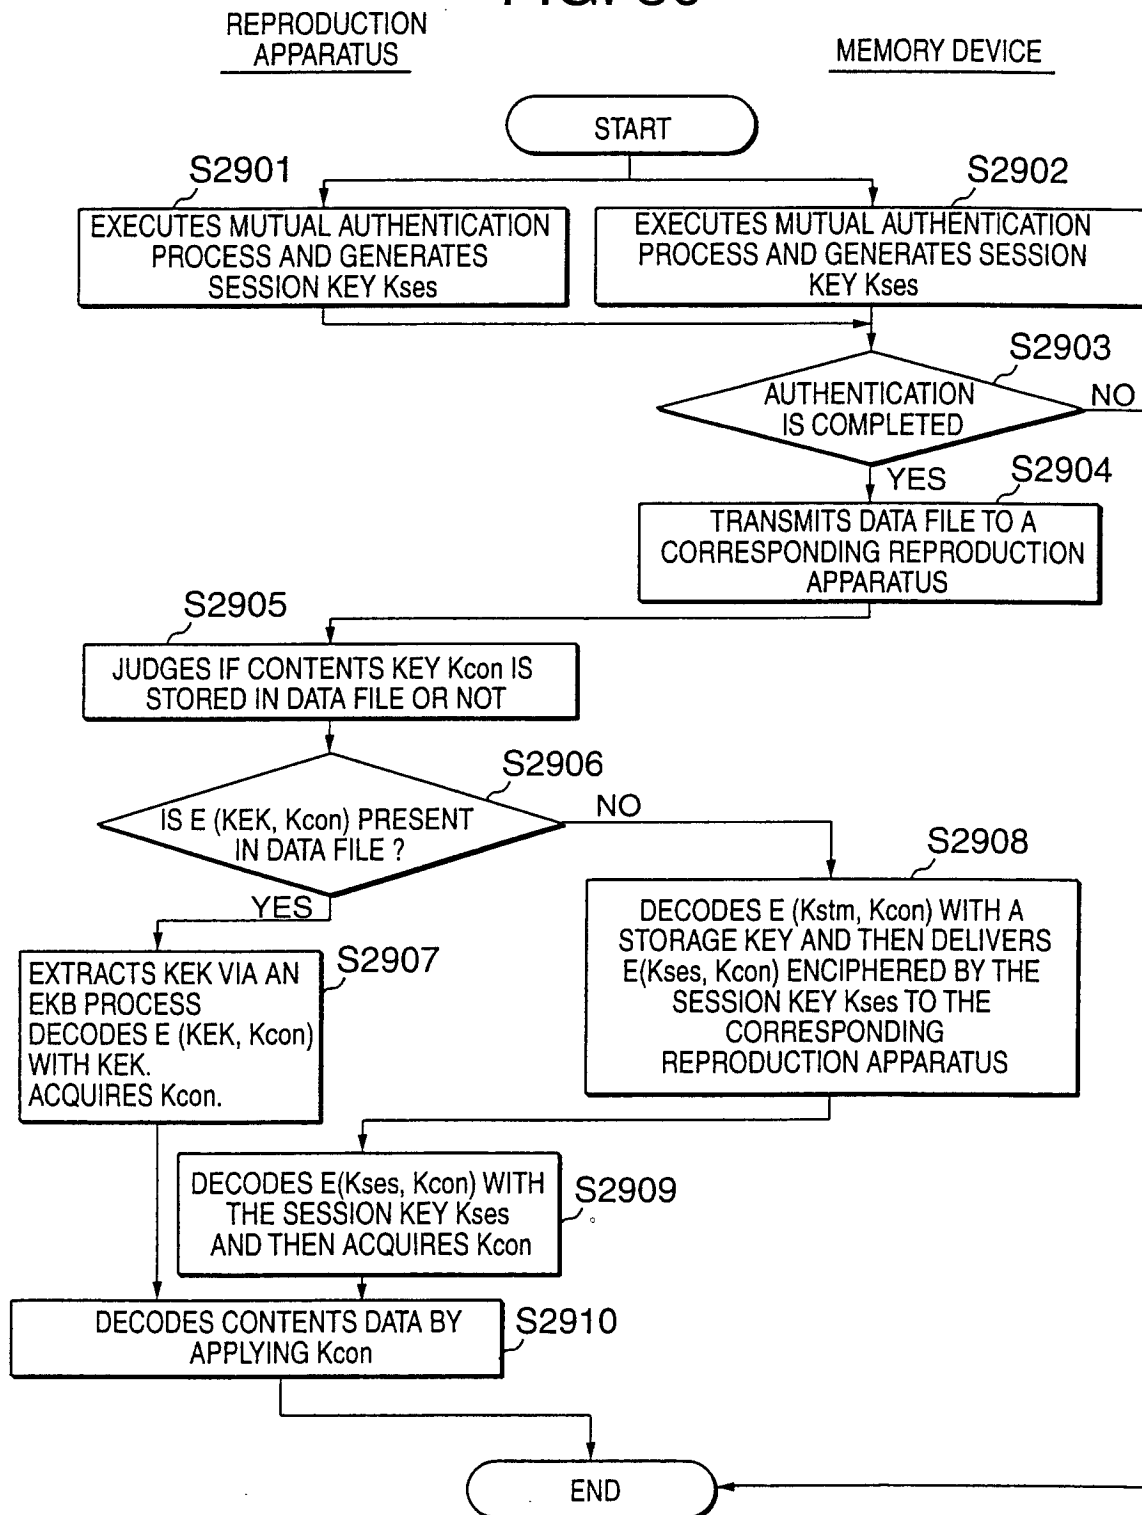 REPRODUCTION
APPARATUS
MEMORY DEVICE
START
S2901
S2902
EXECUTES MUTUAL AUTHENTICATION
PROCESS AND GENERATES
SESSION KEY Kses
EXECUTES MUTUAL AUTHENTICATION
PROCESS AND GENERATES SESSION
KEY Kses
S2903
AUTHENTICATION
IS COMPLETED
NO
YES
S2904
TRANSMITS DATA FILE TO A
CORRESPONDING REPRODUCTION
APPARATUS
S2905
JUDGES IF CONTENTS KEY Kcon IS
STORED IN DATA FILE OR NOT
S2906
IS E (KEK, Kcon) PRESENT
IN DATA FILE ?
NO
YES
S2908
DECODES E (Kstm, Kcon) WITH A
STORAGE KEY AND THEN DELIVERS
E(Kses, Kcon) ENCIPHERED BY THE
SESSION KEY Kses TO THE
CORRESPONDING
REPRODUCTION APPARATUS
S2907
EXTRACTS KEK VIA AN
EKB PROCESS
DECODES E (KEK, Kcon)
WITH KEK.
ACQUIRES Kcon.
DECODES E(Kses, Kcon) WITH
THE SESSION KEY Kses
AND THEN ACQUIRES Kcon
S2909
DECODES CONTENTS DATA BY
APPLYING Kcon
S2910
END